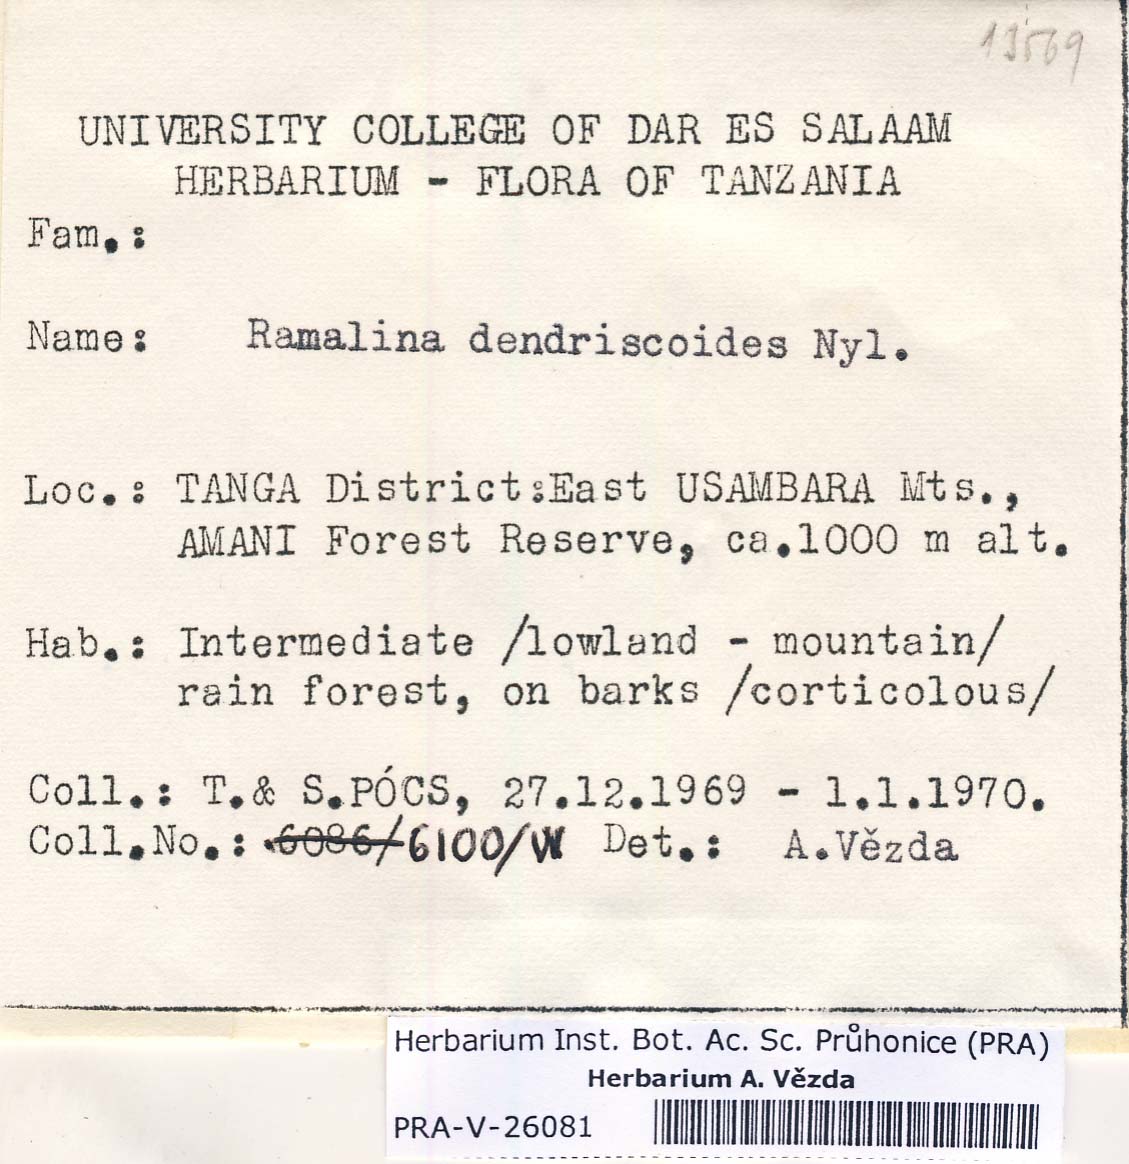 13569
UNIVERSITY COLLEGE OF DAR ES SALAAM
HERBARIUM - FLORA OF TANZANIA
Fam.:
Name: Ramalina dendriscoides Nyl.
Loc.: TANGA District:East USAMBARA Mts.,
AMANI Forest Reserve, ca.1000 m alt.
Hab.: Intermediate /lowland - mountain/
rain forest, on barks /corticolous/
Coll.: T.& S.PÓCS, 27.12.1969 - 1.1.1970.
Coll.No.: 6086/6100/W Det.: A.Vězda
Herbarium Inst. Bot. Ac. Sc. Průhonice (PRA)
Herbarium A. Vězda
PRA-V-26081